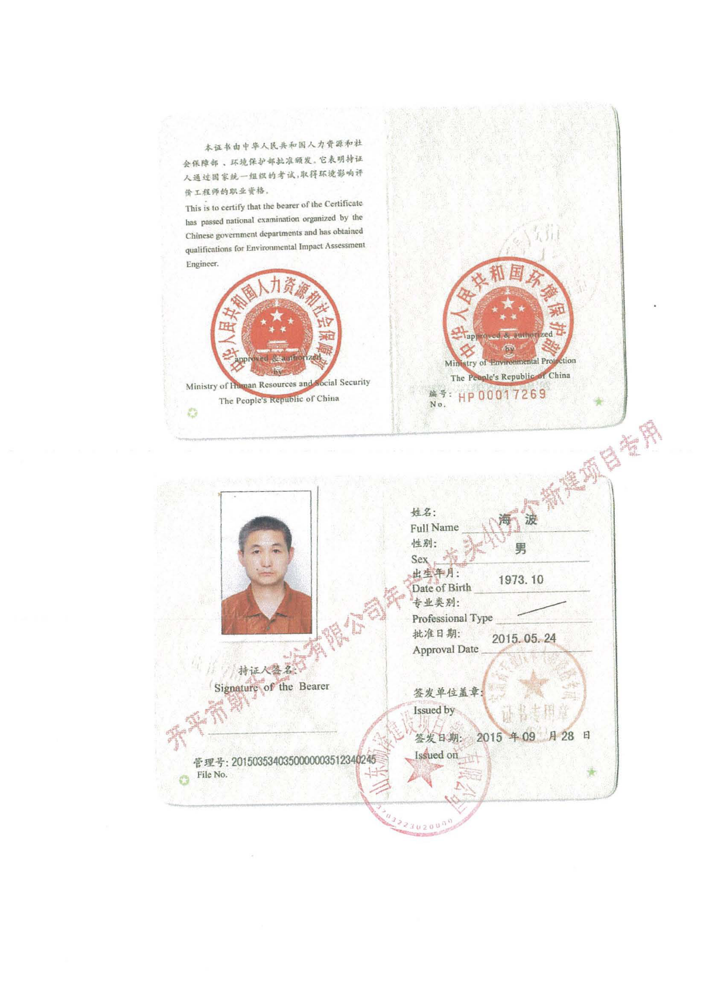 本证书由中华人民共和国人力资源和社
会保障部、环境保护部批准颁发。它表明持证
人通过国家统一组织的考试,取得环境影响评
价工程师的职业资格。
This is to certify that the bearer of the Certificate
has passed national examination organized by the
Chinese government departments and has obtained
qualifications for Environmental Impact Assessment
Engineer.
中华人民共和国人力资源和社会保障部
approved & authorized
by
Ministry of Human Resources and Social Security
The People's Republic of China
中华人民共和国环境保护部
approved & authorized
by
Ministry of Environmental Protection
The People's Republic of China
编号: HP00017269
No.
开平市朝升卫浴有限公司年产水龙头40万个新建项目专用
姓名: 海 波
Full Name
性别: 男
Sex
出生年月: 1973.10
Date of Birth
专业类别:
Professional Type
批准日期: 2015.05.24
Approval Date
签发单位盖章:
Issued by
证书专用章
签发日期: 2015 年 09 月 28 日
Issued on
持证人签名:
Signature of the Bearer
管理号: 2015035340350000003512340245
File No.
山东顺泽建设项目管理有限公司